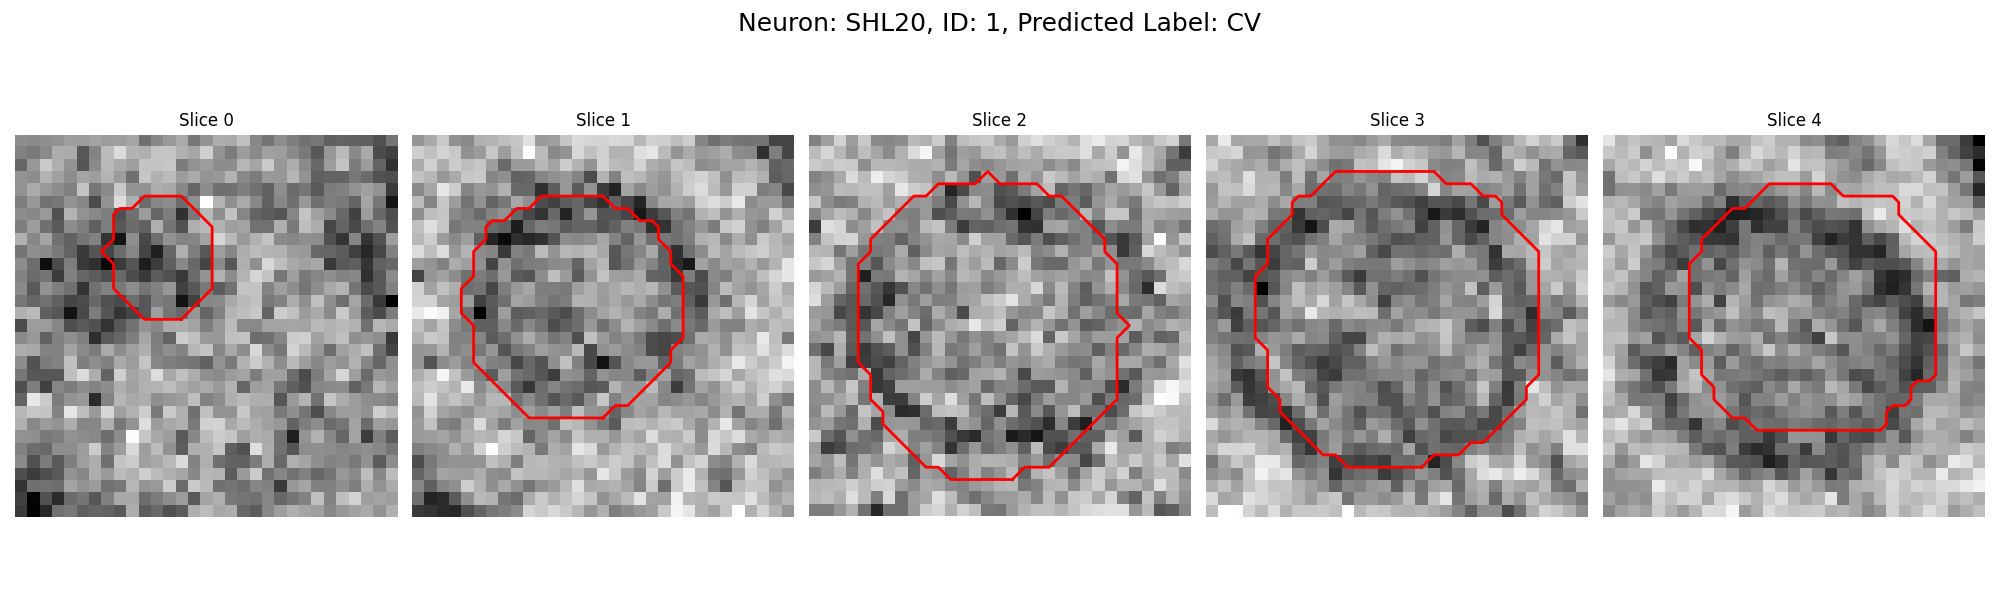 Neuron: SHL20, ID: 1, Predicted Label: CV
Slice 0
Slice 1
Slice 2
Slice 3
Slice 4